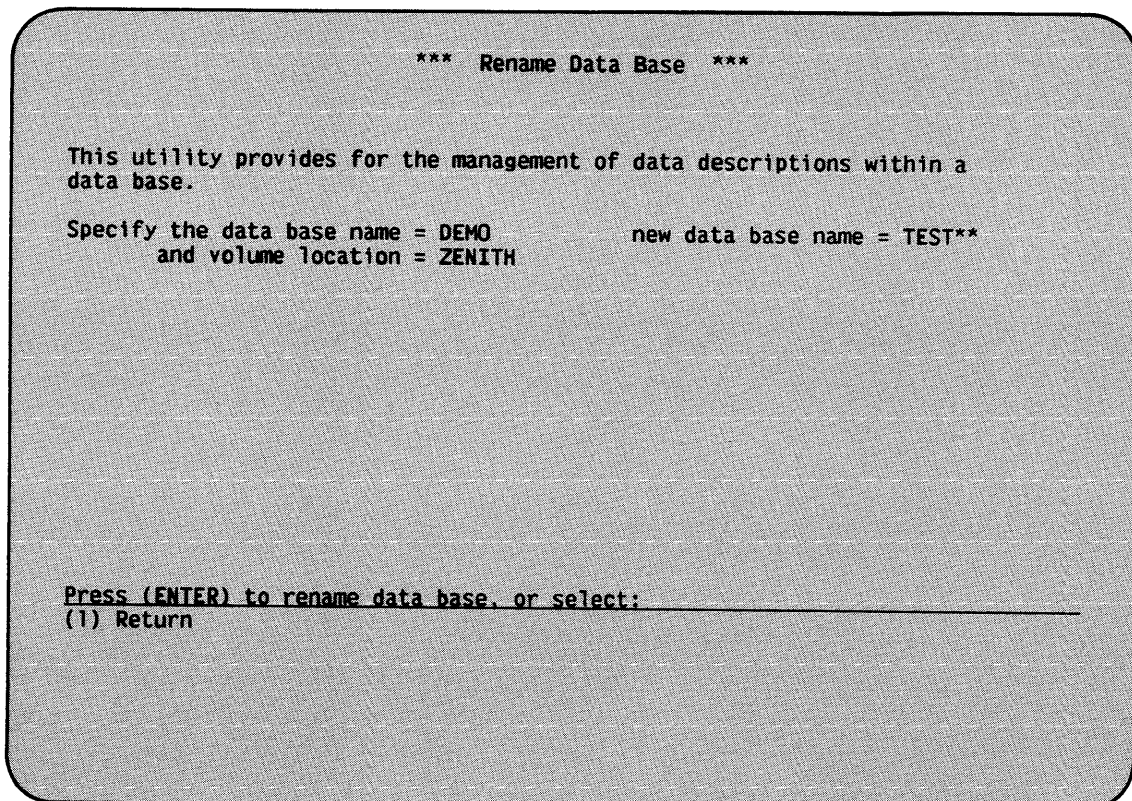 *** Rename Data Base ***
This utility provides for the management of data descriptions within a
data base.
Specify the data base name = DEMO new data base name = TEST**
and volume location = ZENITH
Press (ENTER) to rename data base, or select:
(1) Return